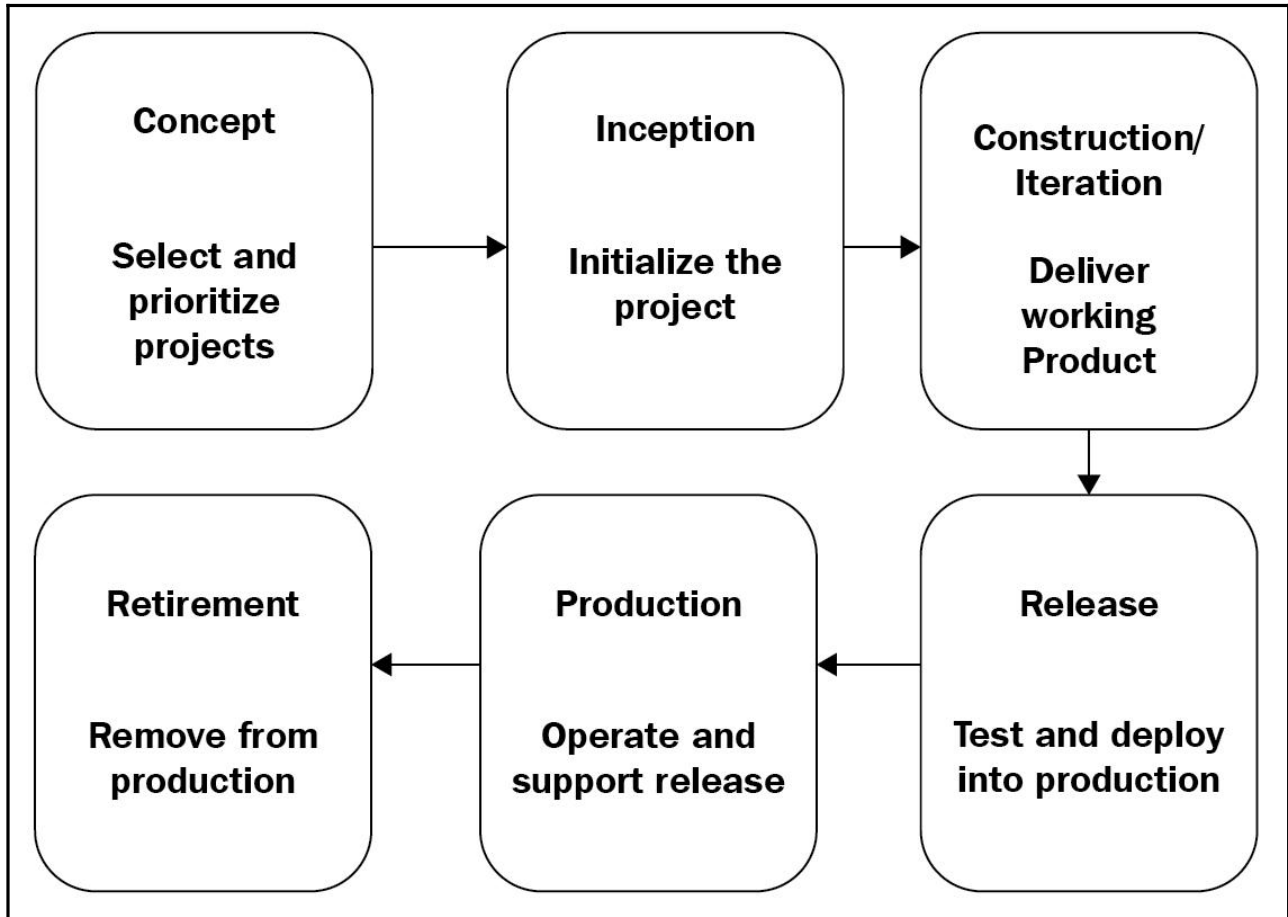 Concept
Select and
prioritize
projects
Inception
Initialize the
project
Construction/
Iteration
Deliver
working
Product
Release
Test and deploy
into production
Production
Operate and
support release
Retirement
Remove from
production